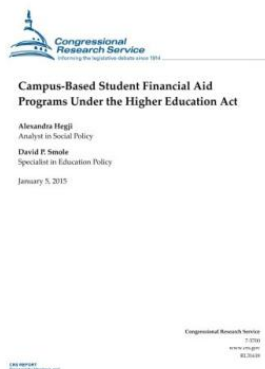 Congressional
Research Service
Informing the legislative debate since 1914
Campus-Based Student Financial Aid
Programs Under the Higher Education Act
Alexandra Hegji
Analyst in Social Policy
David P. Smole
Specialist in Education Policy
January 5, 2015
Congressional Research Service
7-5700
www.crs.gov
CRS REPORT